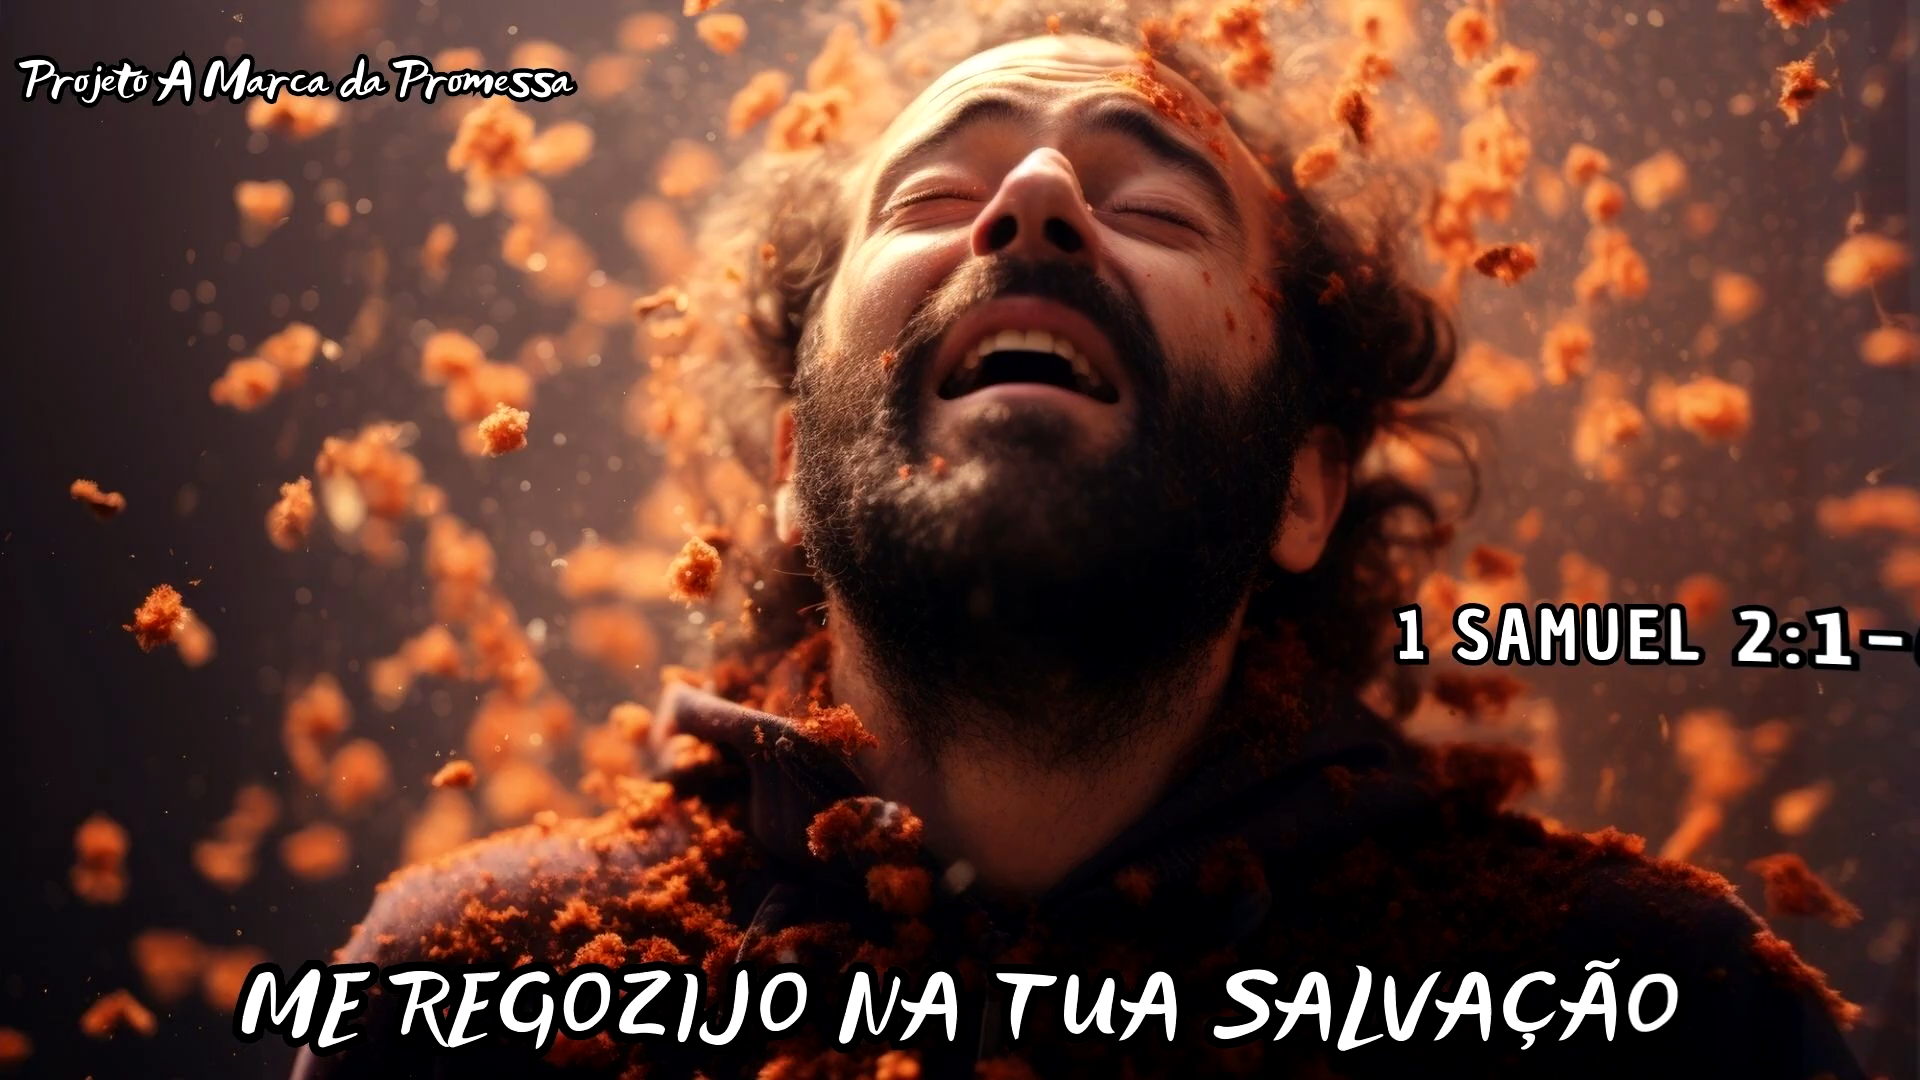 Projeto A Marca da Promessa
1 SAMUEL 2:1-
ME REGOZIJO NA TUA SALVAÇÃO